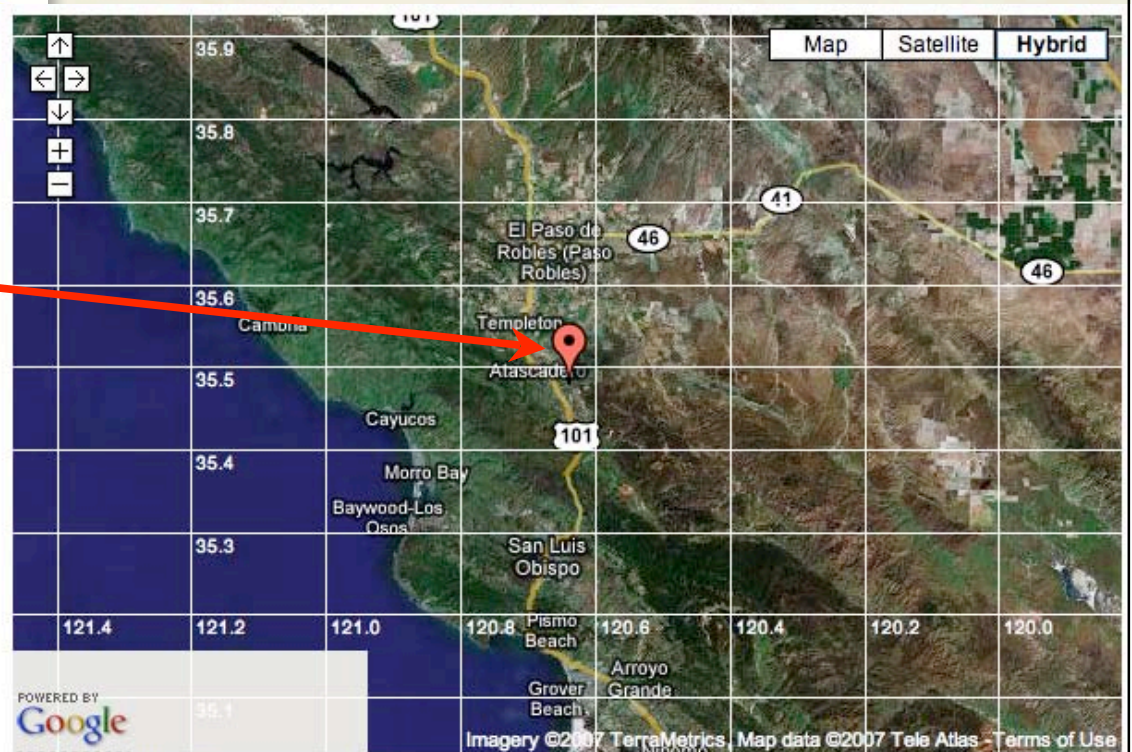 101
35.9
Map Satellite Hybrid
35.8
35.7
41
El Paso de
Robles (Paso
Robles)
46
46
35.6
Cambria
Templeton
35.5
Atascadero
Cayucos
101
35.4
Morro Bay
Baywood-Los
Osos
35.3
San Luis
Obispo
121.4 121.2 121.0 120.8 120.6 120.4 120.2 120.0
Pismo
Beach
Arroyo
Grande
Grover
Beach
POWERED BY
Google
35.1
Imagery ©2007 TerraMetrics, Map data ©2007 Tele Atlas - Terms of Use